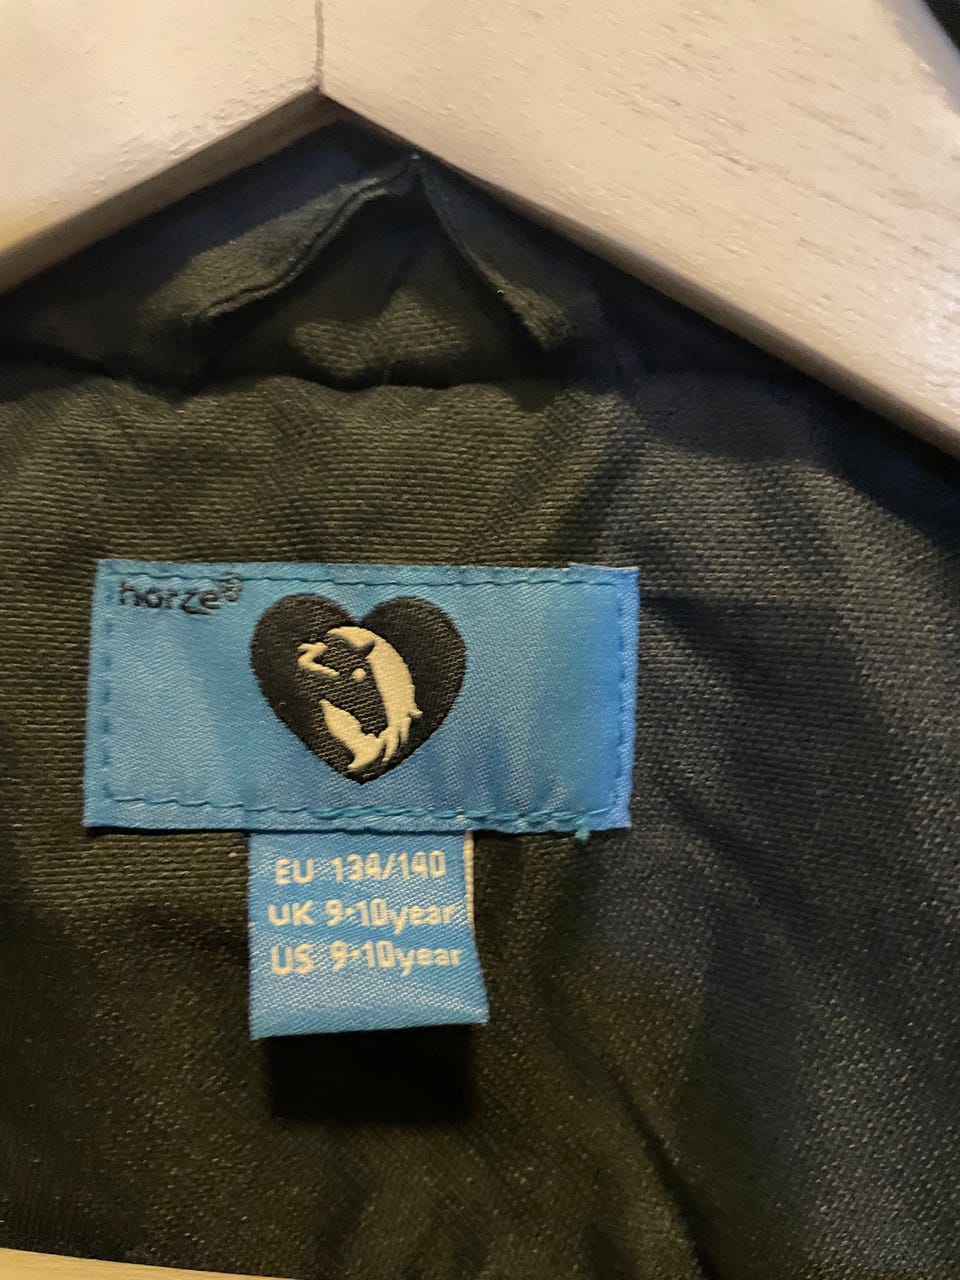 horze®
EU 134/140
UK 9-10year
US 9-10year